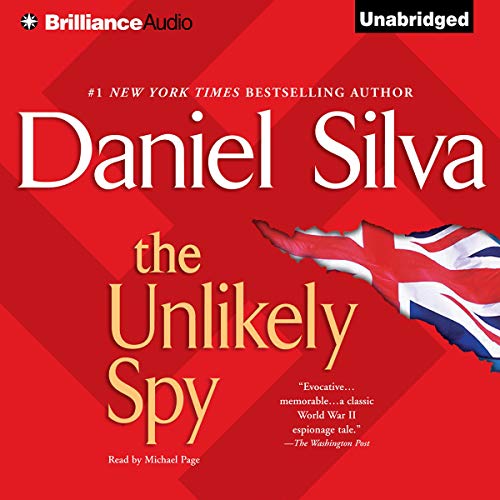 BrillianceAudio
Unabridged
#1 NEW YORK TIMES BESTSELLING AUTHOR
Daniel Silva
the
Unlikely
Spy
“Evocative…
memorable…a classic
World War II
espionage tale.”
—The Washington Post
Read by Michael Page